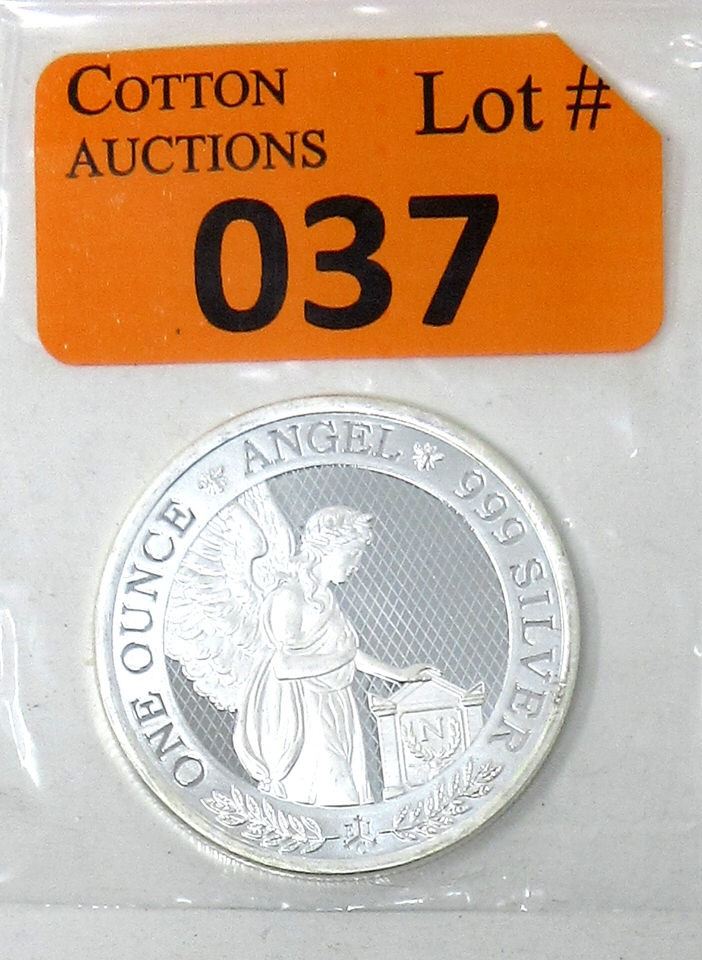 COTTON
AUCTIONS
Lot #
037
ONE OUNCE ANGEL 999 SILVER
N